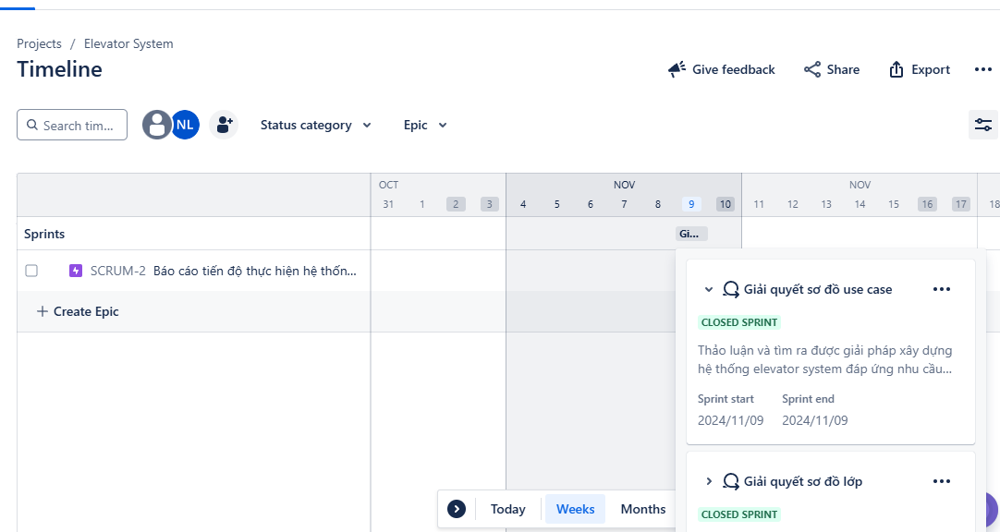 Projects / Elevator System
Timeline
Give feedback
Share
Export
Search tim...
NL
Status category
Epic
OCT
NOV
NOV
31 1 2 3 4 5 6 7 8 9 10 11 12 13 14 15 16 17 18
Sprints
Gi...
SCRUM-2 Báo cáo tiến độ thực hiện hệ thốn...
Create Epic
Giải quyết sơ đồ use case
CLOSED SPRINT
Thảo luận và tìm ra được giải pháp xây dựng
hệ thống elevator system đáp ứng nhu cầu...
Sprint start Sprint end
2024/11/09 2024/11/09
Giải quyết sơ đồ lớp
CLOSED SPRINT
Today
Weeks
Months